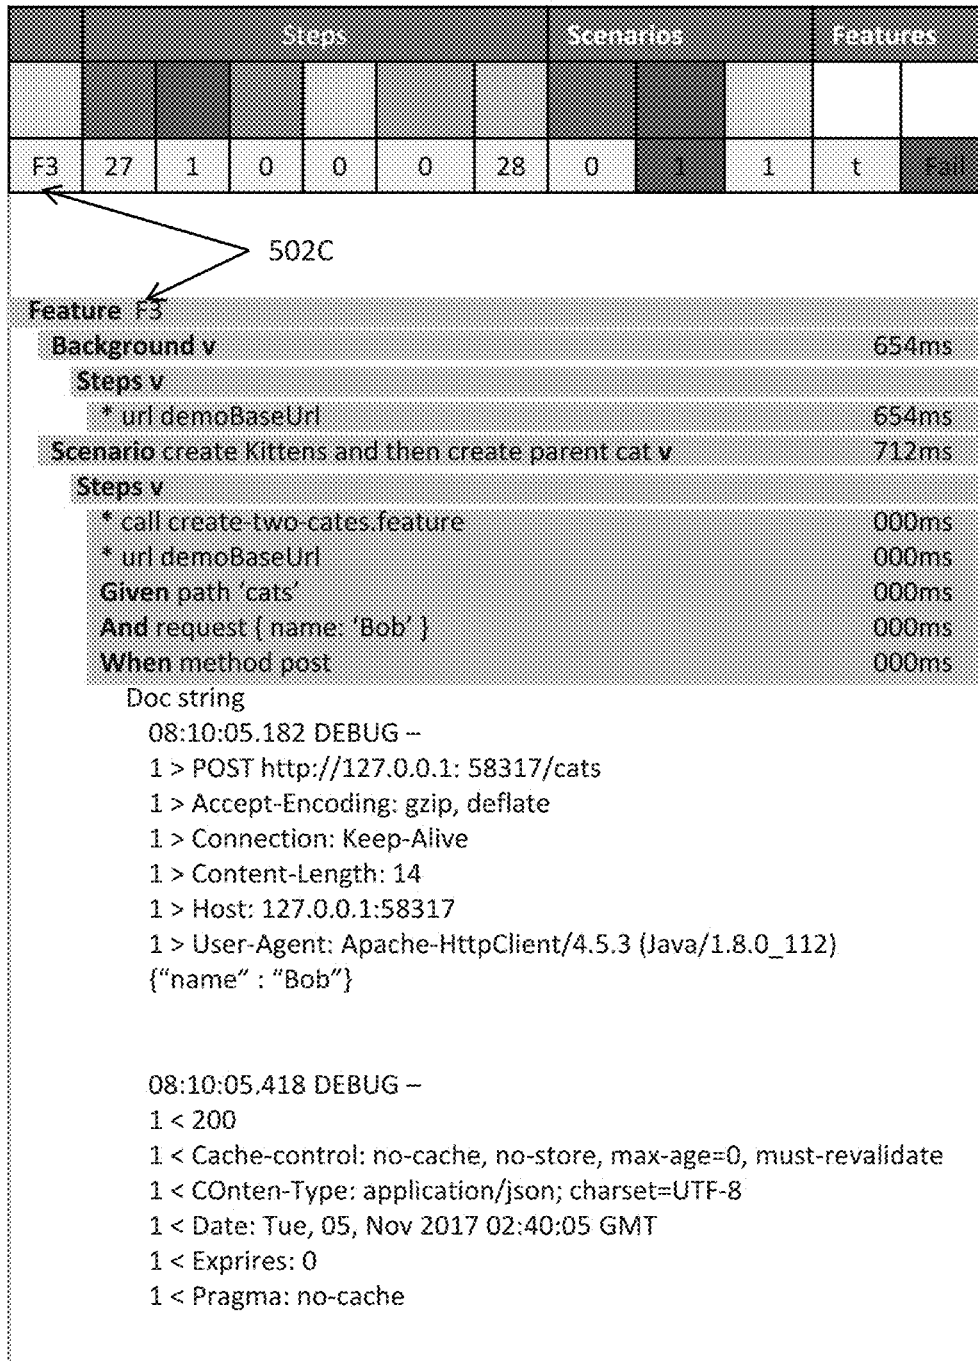 Steps Scenarios Features
F3 27 1 0 0 0 28 0 1 1 t Fail
502C
Feature F3
Background v 654ms
Steps v
* url demoBaseUrl 654ms
Scenario create Kittens and then create parent cat v 712ms
Steps v
* call create-two-cates.feature 000ms
* url demoBaseUrl 000ms
Given path ‘cats’ 000ms
And request { name: ‘Bob’ } 000ms
When method post 000ms
Doc string
08:10:05.182 DEBUG –
1 > POST http://127.0.0.1: 58317/cats
1 > Accept-Encoding: gzip, deflate
1 > Connection: Keep-Alive
1 > Content-Length: 14
1 > Host: 127.0.0.1:58317
1 > User-Agent: Apache-HttpClient/4.5.3 (Java/1.8.0_112)
{“name” : “Bob”}
08:10:05.418 DEBUG –
1 < 200
1 < Cache-control: no-cache, no-store, max-age=0, must-revalidate
1 < COnten-Type: application/json; charset=UTF-8
1 < Date: Tue, 05, Nov 2017 02:40:05 GMT
1 < Exprires: 0
1 < Pragma: no-cache